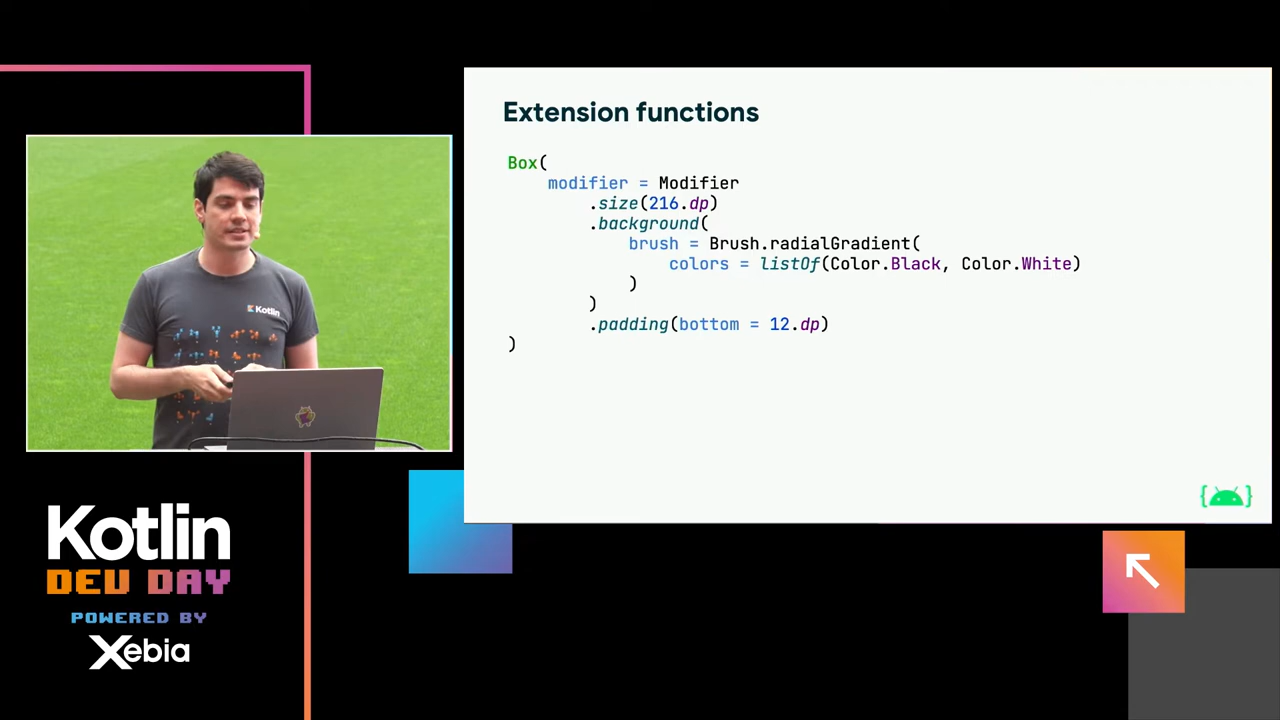 Extension functions
Box(
    modifier = Modifier
        .size(216.dp)
        .background(
            brush = Brush.radialGradient(
                colors = listOf(Color.Black, Color.White)
            )
        )
        .padding(bottom = 12.dp)
)
Kotlin
Kotlin
DEV DAY
POWERED BY
Xebia